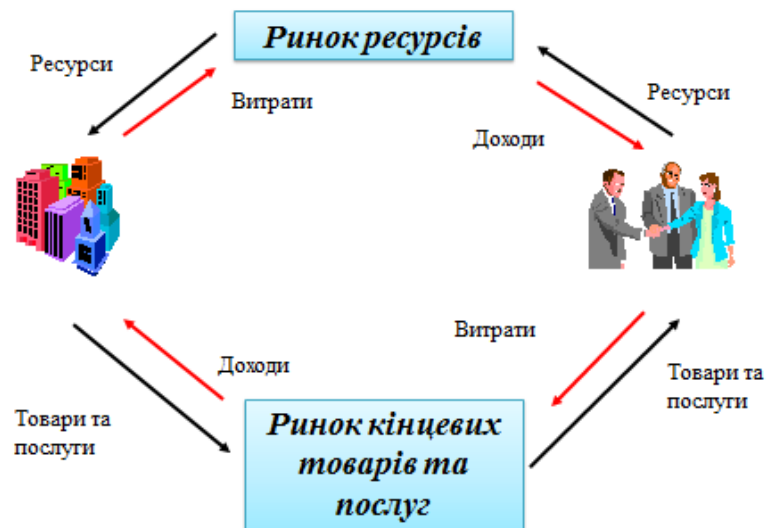 Ринок ресурсів
Ресурси
Витрати
Ресурси
Доходи
Витрати
Доходи
Товари та
послуги
Товари та
послуги
Ринок кінцевих
товарів та
послуг